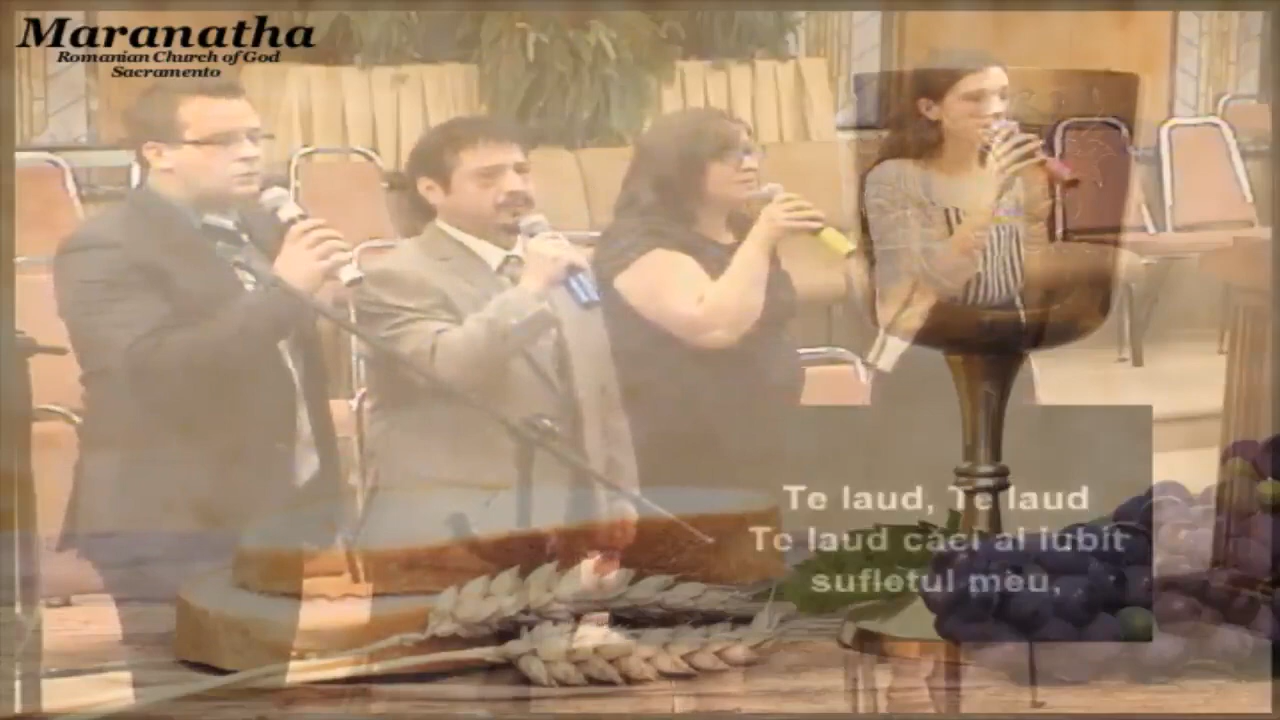 Maranatha
Romanian Church of God
Sacramento
Te laud, Te laud
Te laud căci ai iubit
sufletul meu,